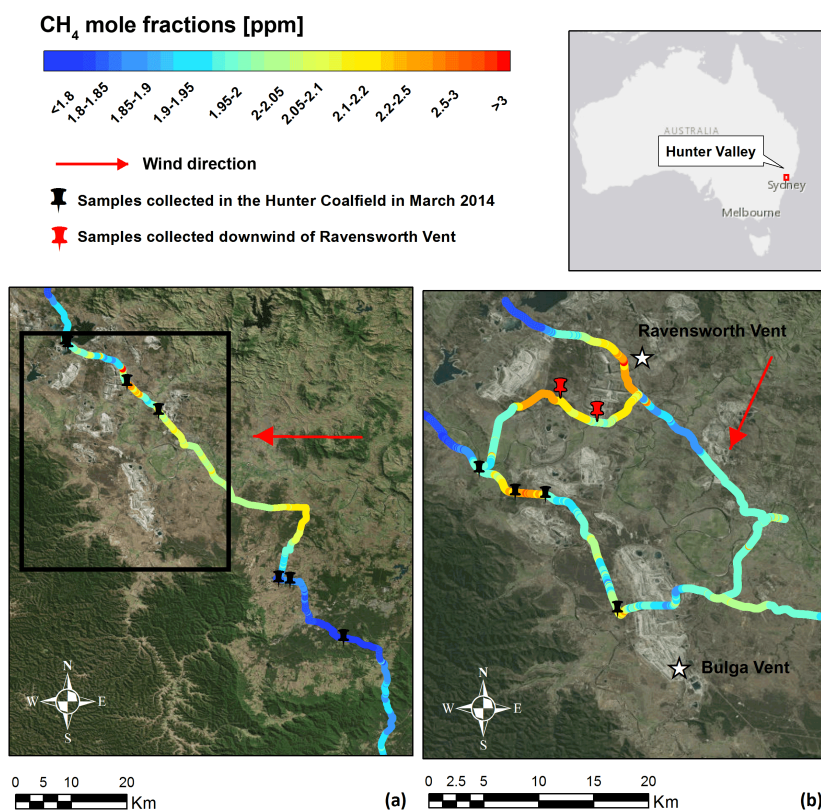 CH4 mole fractions [ppm]
<1.8
1.8-1.85
1.85-1.9
1.9-1.95
1.95-2
2-2.05
2.05-2.1
2.1-2.2
2.2-2.5
2.5-3
>3
Wind direction
Samples collected in the Hunter Coalfield in March 2014
Samples collected downwind of Ravensworth Vent
AUSTRALIA
Hunter Valley
Sydney
Melbourne
N
W E
S
0 5 10 20
Km
(a)
Ravensworth Vent
Bulga Vent
N
W E
S
0 2.5 5 10 15 20
Km
(b)